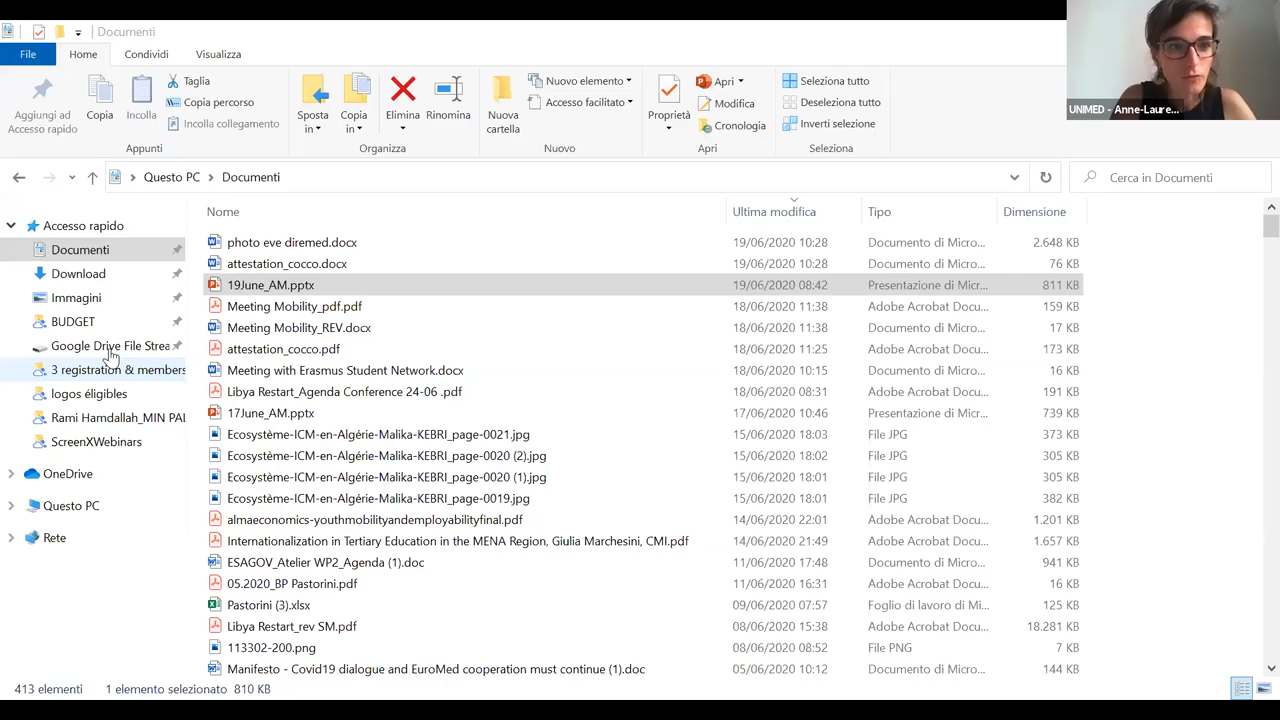 Documenti
File Home Condividi Visualizza
Aggiungi ad Accesso rapido
Copia
Incolla
Taglia
Copia percorso
Incolla collegamento
Appunti
Sposta in
Copia in
Elimina
Rinomina
Organizza
Nuova cartella
Nuovo elemento
Accesso facilitato
Nuovo
Proprietà
Apri
Modifica
Cronologia
Apri
Seleziona tutto
Deseleziona tutto
Inverti selezione
Selezione
UNIMED - Anne-Laure...
Questo PC Documenti
Cerca in Documenti
Accesso rapido
Documenti
Download
Immagini
BUDGET
Google Drive File Strea
3 registration & members
logos éligibles
Rami Hamdallah_MIN PAL
ScreenXWebinars
OneDrive
Questo PC
Rete
Nome Ultima modifica Tipo Dimensione
photo eve diremed.docx 19/06/2020 10:28 Documento di Micro... 2.648 KB
attestation_cocco.docx 19/06/2020 10:28 Documento di Micro... 76 KB
19June_AM.pptx 19/06/2020 08:42 Presentazione di Micr... 811 KB
Meeting Mobility_pdf.pdf 18/06/2020 11:38 Adobe Acrobat Docu... 159 KB
Meeting Mobility_REV.docx 18/06/2020 11:38 Documento di Micro... 17 KB
attestation_cocco.pdf 18/06/2020 11:25 Adobe Acrobat Docu... 173 KB
Meeting with Erasmus Student Network.docx 18/06/2020 10:15 Documento di Micro... 16 KB
Libya Restart_Agenda Conference 24-06 .pdf 18/06/2020 08:31 Adobe Acrobat Docu... 191 KB
17June_AM.pptx 17/06/2020 10:46 Presentazione di Micr... 739 KB
Ecosystème-ICM-en-Algérie-Malika-KEBRI_page-0021.jpg 15/06/2020 18:03 File JPG 373 KB
Ecosystème-ICM-en-Algérie-Malika-KEBRI_page-0020 (2).jpg 15/06/2020 18:02 File JPG 305 KB
Ecosystème-ICM-en-Algérie-Malika-KEBRI_page-0020 (1).jpg 15/06/2020 18:01 File JPG 305 KB
Ecosystème-ICM-en-Algérie-Malika-KEBRI_page-0019.jpg 15/06/2020 18:01 File JPG 382 KB
almaeconomics-youthmobilityandemployabilityfinal.pdf 14/06/2020 22:01 Adobe Acrobat Docu... 1.201 KB
Internationalization in Tertiary Education in the MENA Region, Giulia Marchesini, CMI.pdf 14/06/2020 21:49 Adobe Acrobat Docu... 1.657 KB
ESAGOV_Atelier WP2_Agenda (1).doc 11/06/2020 17:48 Documento di Micro... 941 KB
05.2020_BP Pastorini.pdf 11/06/2020 16:31 Adobe Acrobat Docu... 16 KB
Pastorini (3).xlsx 09/06/2020 07:57 Foglio di lavoro di Mi... 125 KB
Libya Restart_rev SM.pdf 08/06/2020 15:38 Adobe Acrobat Docu... 18.281 KB
113302-200.png 08/06/2020 08:52 File PNG 7 KB
Manifesto - Covid19 dialogue and EuroMed cooperation must continue (1).doc 05/06/2020 10:12 Documento di Micro... 144 KB
413 elementi 1 elemento selezionato 810 KB